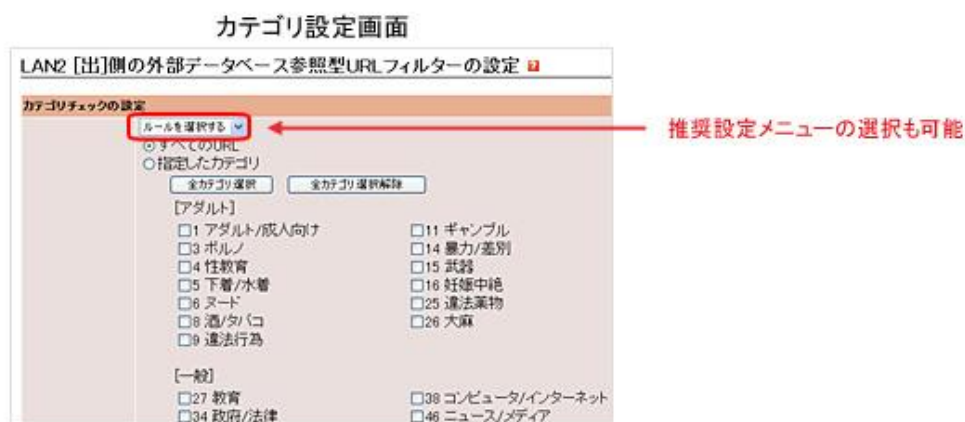 カテゴリ設定画面
LAN2 [出]側の外部データベース参照型URLフィルターの設定 ?
カテゴリチェックの設定
ルールを選択する
推奨設定メニューの選択も可能
すべてのURL
指定したカテゴリ
全カテゴリ選択 全カテゴリ選択解除
[アダルト]
1 アダルト/成人向け 11 ギャンブル
3 ポルノ 14 暴力/差別
4 性教育 15 武器
5 下着/水着 16 妊娠中絶
6 ヌード 25 違法薬物
8 酒/タバコ 26 大麻
9 違法行為
[一般]
27 教育 38 コンピュータ/インターネット
34 政府/法律 46 ニュース/メディア